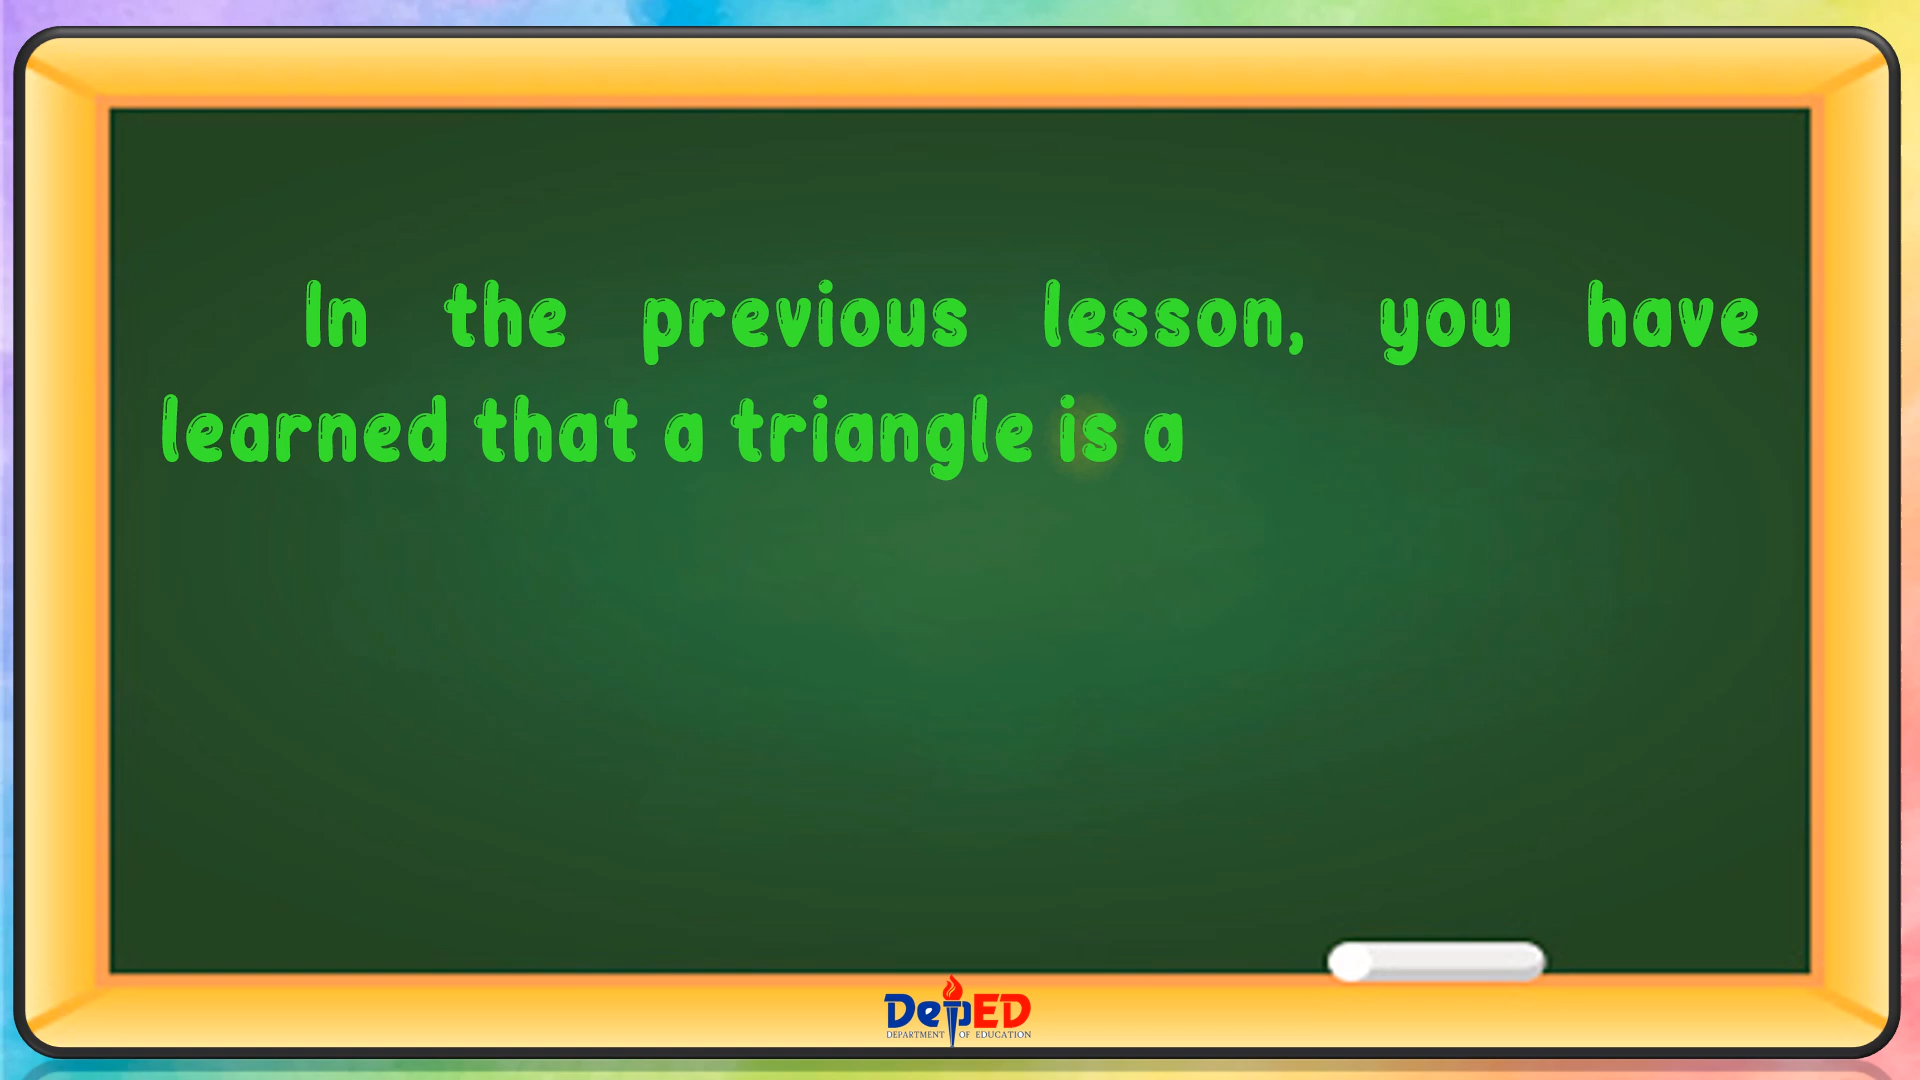 In the previous lesson, you have
learned that a triangle is a
DepED
DEPARTMENT OF EDUCATION